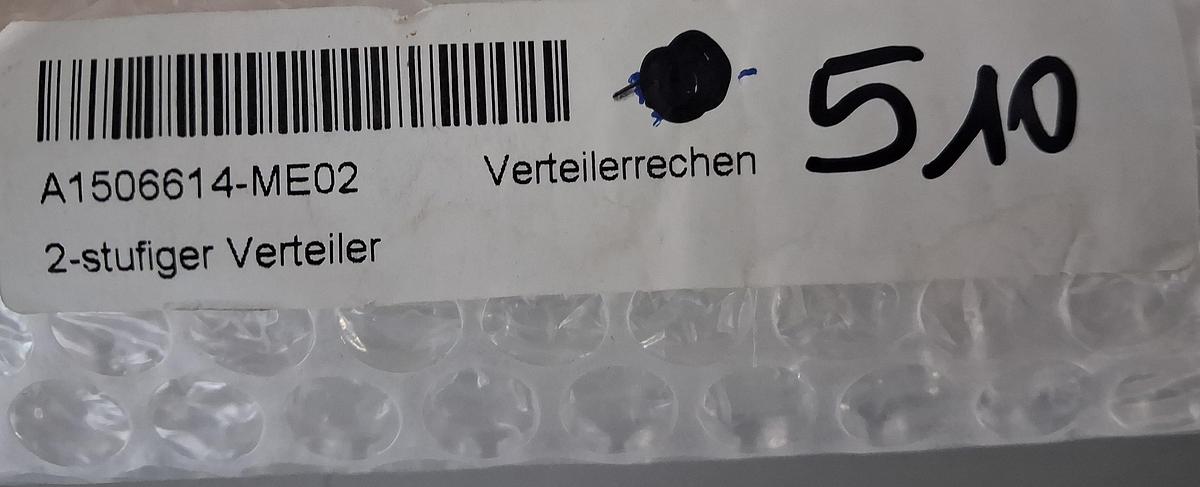 510
A1506614-ME02 Verteilerrechen
2-stufiger Verteiler